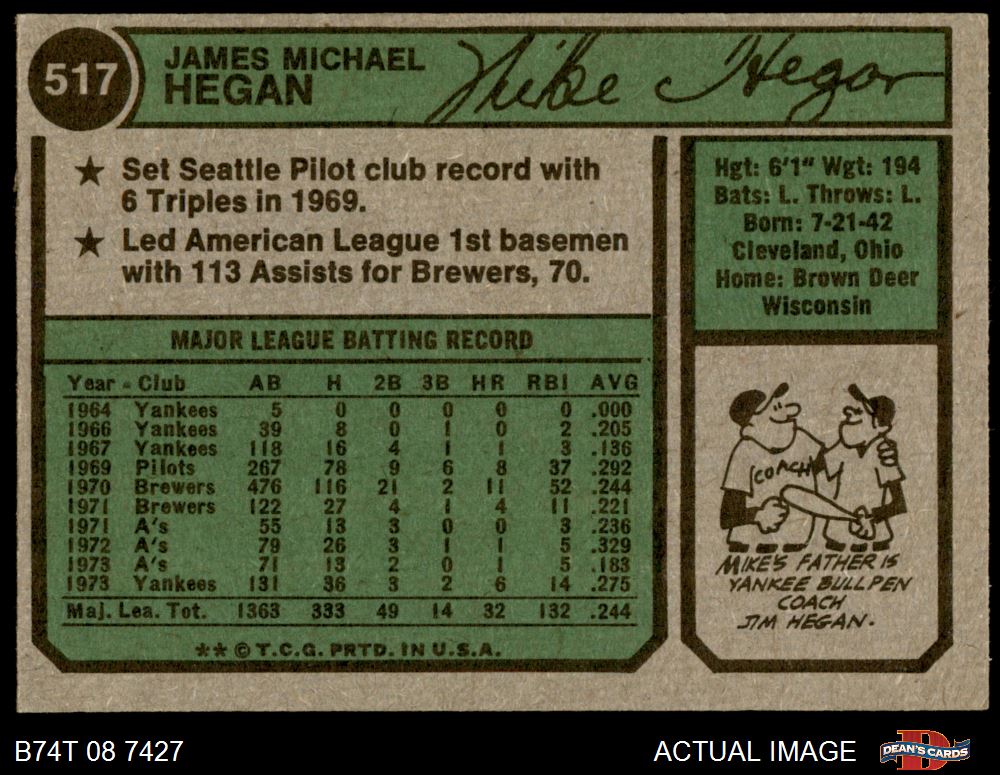 517
JAMES MICHAEL
HEGAN
Mike Hegan
★ Set Seattle Pilot club record with
6 Triples in 1969.
★ Led American League 1st basemen
with 113 Assists for Brewers, 70.
Hgt: 6'1" Wgt: 194
Bats: L. Throws: L.
Born: 7-21-42
Cleveland, Ohio
Home: Brown Deer
Wisconsin
MAJOR LEAGUE BATTING RECORD
Year - Club AB H 2B 3B HR RBI AVG
1964 Yankees 5 0 0 0 0 0 .000
1966 Yankees 39 8 0 1 0 2 .205
1967 Yankees 118 16 4 1 1 3 .136
1969 Pilots 267 78 9 6 8 37 .292
1970 Brewers 476 116 21 2 11 52 .244
1971 Brewers 122 27 4 1 4 11 .221
1971 A's 55 13 3 0 0 3 .236
1972 A's 79 26 3 1 1 5 .329
1973 A's 71 13 2 0 1 5 .183
1973 Yankees 131 36 3 2 6 14 .275
Maj. Lea. Tot. 1363 333 49 14 32 132 .244
** © T.C.G. PRTD. IN U.S.A.
COACH
MIKE'S FATHER IS
YANKEE BULLPEN
COACH
JIM HEGAN.
B74T 08 7427
ACTUAL IMAGE
DEAN'S CARDS